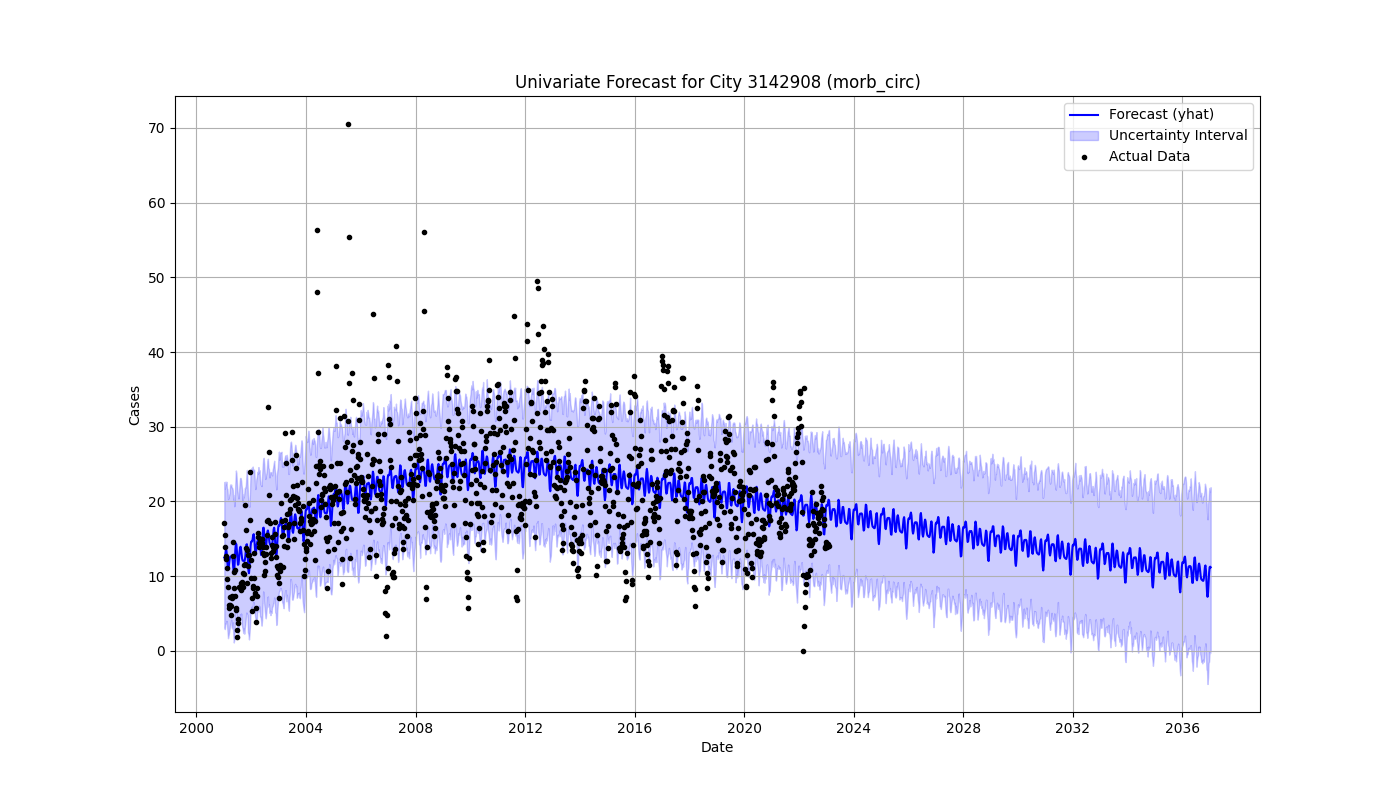 Univariate Forecast for City 3142908 (morb_circ)
Forecast (yhat)
Uncertainty Interval
Actual Data
Cases
70
60
50
40
30
20
10
0
2000 2004 2008 2012 2016 2020 2024 2028 2032 2036
Date